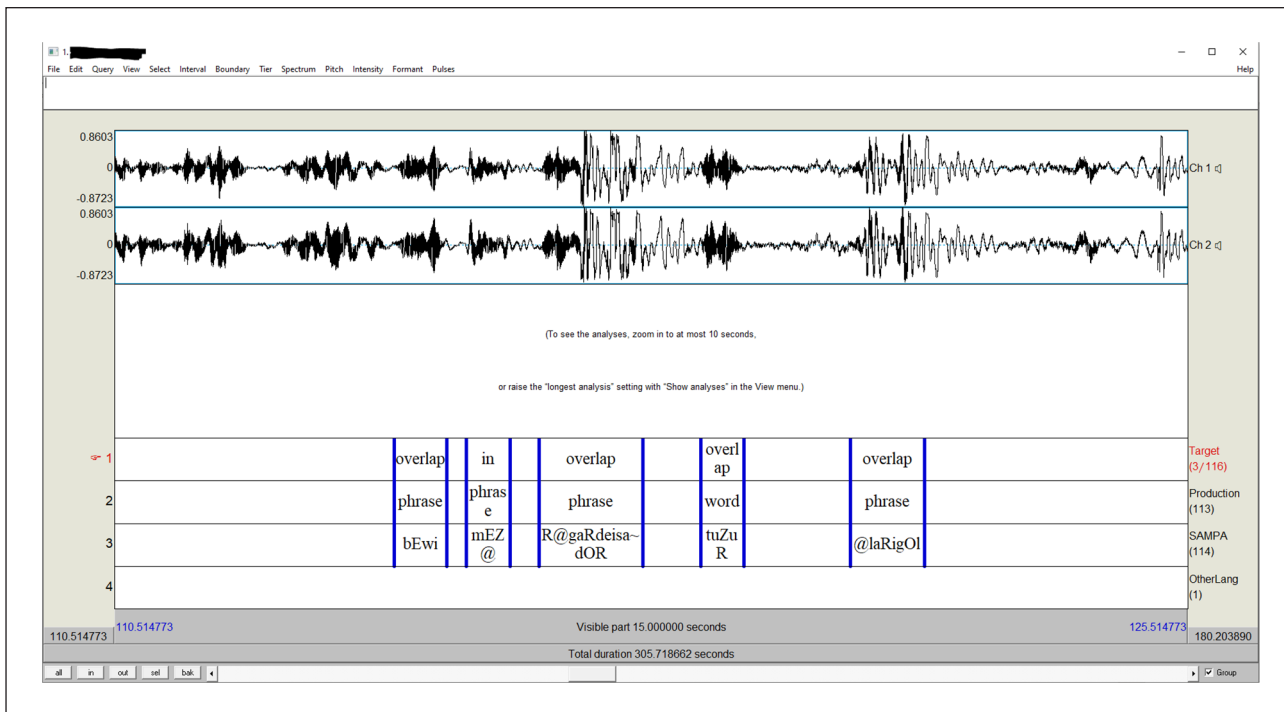 1.
File Edit Query View Select Interval Boundary Tier Spectrum Pitch Intensity Formant Pulses Help
0.8603
0
-0.8723
Ch 1
0.8603
0
-0.8723
Ch 2
(To see the analyses, zoom in to at most 10 seconds,
or raise the "longest analysis" setting with "Show analyses" in the View menu.)
1 overlap in overlap overl
ap overlap Target
(3/116)
2 phrase phras
e phrase word phrase Production
(113)
3 bEwi mEZ
@ R@gaRdeisa~
dOR tuZu
R @laRigOl SAMPA
(114)
4 OtherLang
(1)
110.514773 110.514773 Visible part 15.000000 seconds 125.514773 180.203890
Total duration 305.718662 seconds
all in out sel bak Group